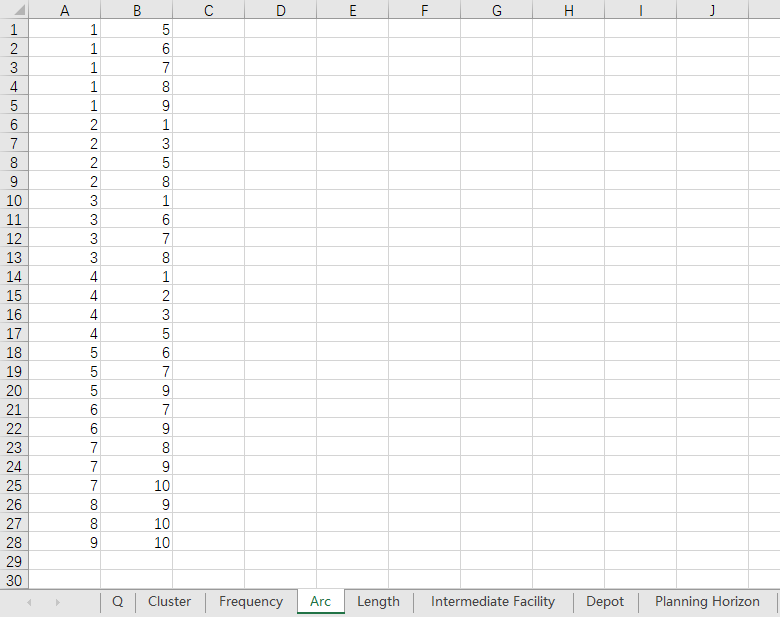 A B C D E F G H I J
1 1 5
2 1 6
3 1 7
4 1 8
5 1 9
6 2 1
7 2 3
8 2 5
9 2 8
10 3 1
11 3 6
12 3 7
13 3 8
14 4 1
15 4 2
16 4 3
17 4 5
18 5 6
19 5 7
20 5 9
21 6 7
22 6 9
23 7 8
24 7 9
25 7 10
26 8 9
27 8 10
28 9 10
29
30
Q Cluster Frequency Arc Length Intermediate Facility Depot Planning Horizon